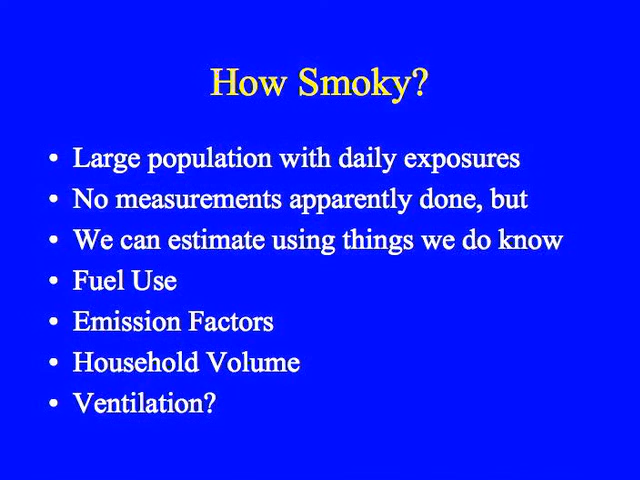 How Smoky?
• Large population with daily exposures
• No measurements apparently done, but
• We can estimate using things we do know
• Fuel Use
• Emission Factors
• Household Volume
• Ventilation?